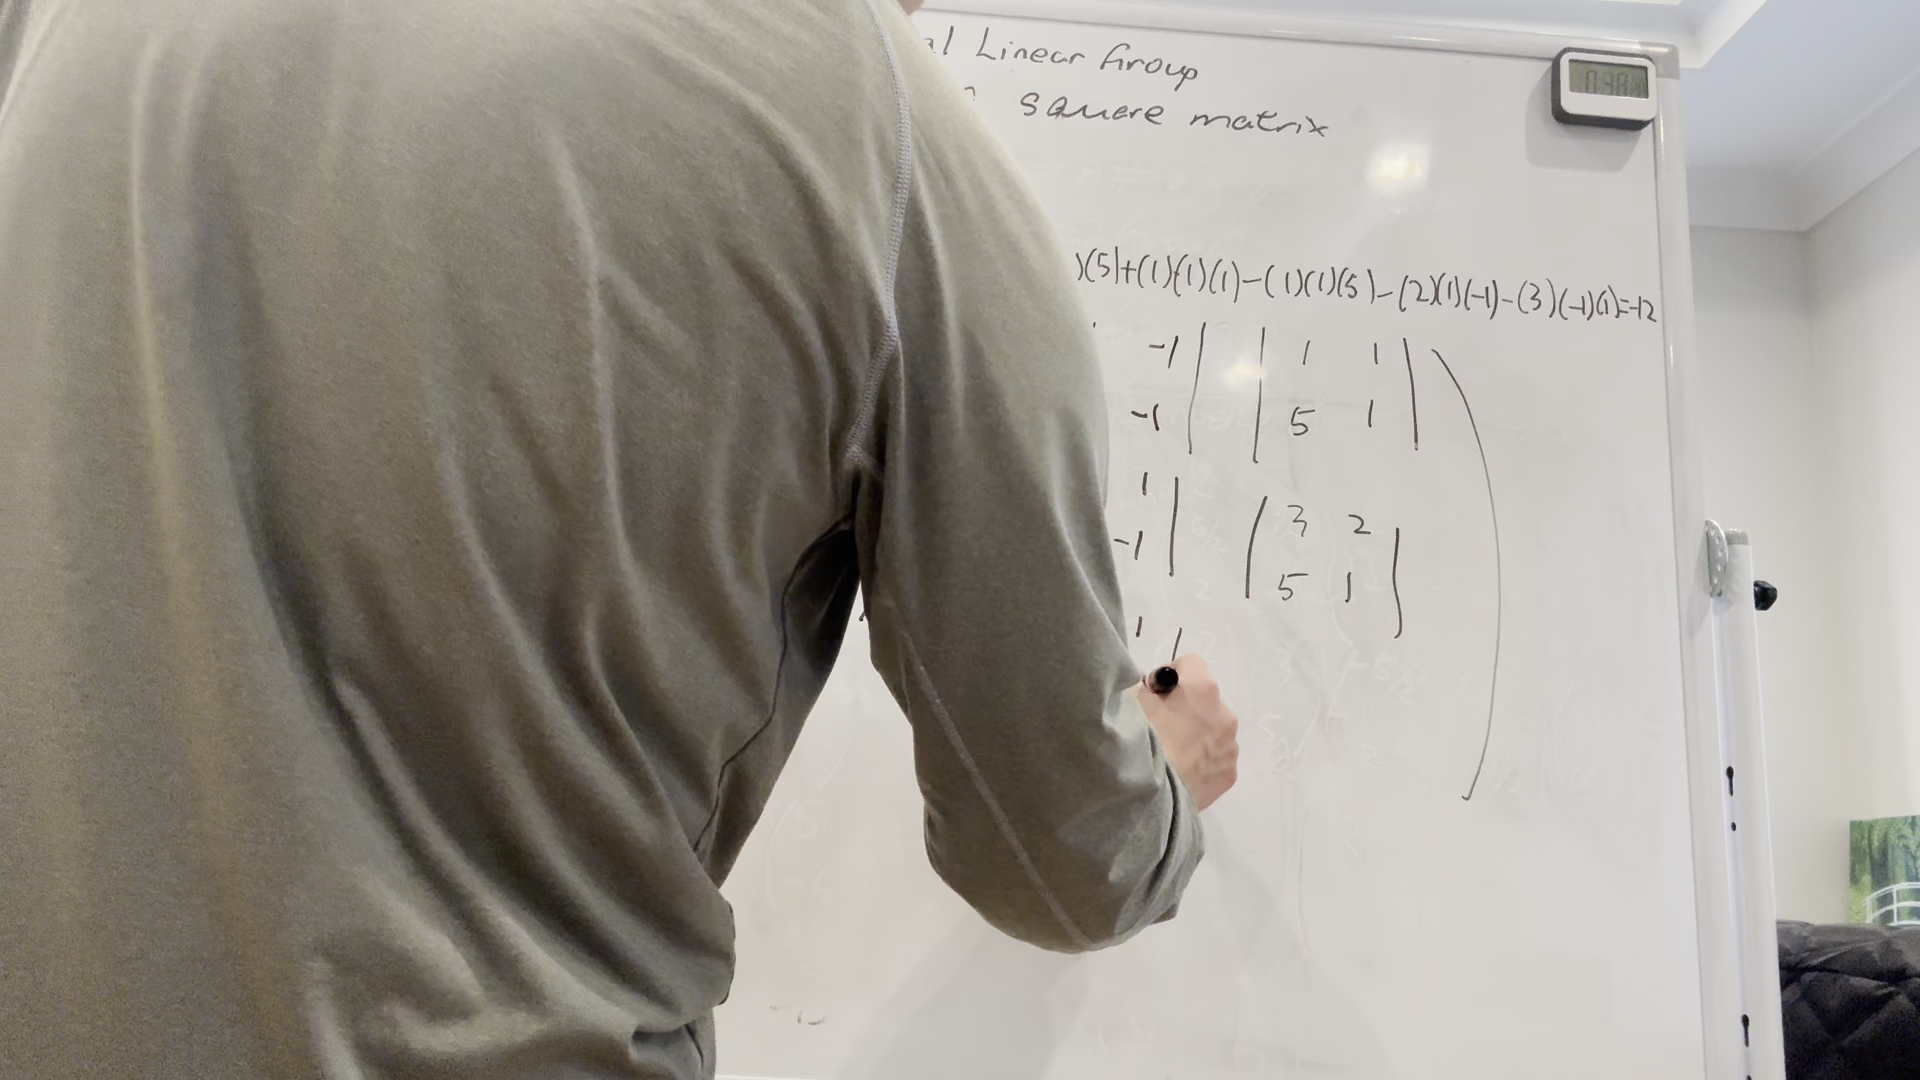 al Linear Group
square matrix
)(5)+(1)(1)(1)-(1)(1)(5)-(2)(1)(-1)-(3)(-1)(1)=-12
-1 | | 1 1 |
-1 | | 5 1 |
1 | | 3 2 |
-1 | | 5 1 |
1 |